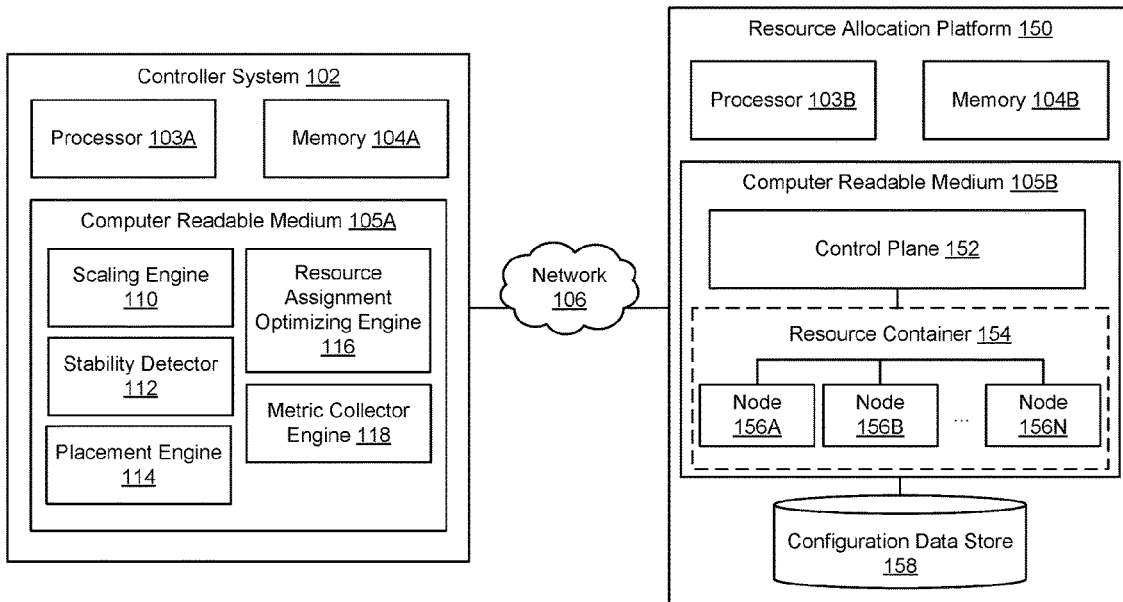 Controller System 102
Processor 103A
Memory 104A
Computer Readable Medium 105A
Scaling Engine
110
Stability Detector
112
Placement Engine
114
Resource
Assignment
Optimizing Engine
116
Metric Collector
Engine 118
Network
106
Resource Allocation Platform 150
Processor 103B
Memory 104B
Computer Readable Medium 105B
Control Plane 152
Resource Container 154
Node
156A
Node
156B
...
Node
156N
Configuration Data Store
158